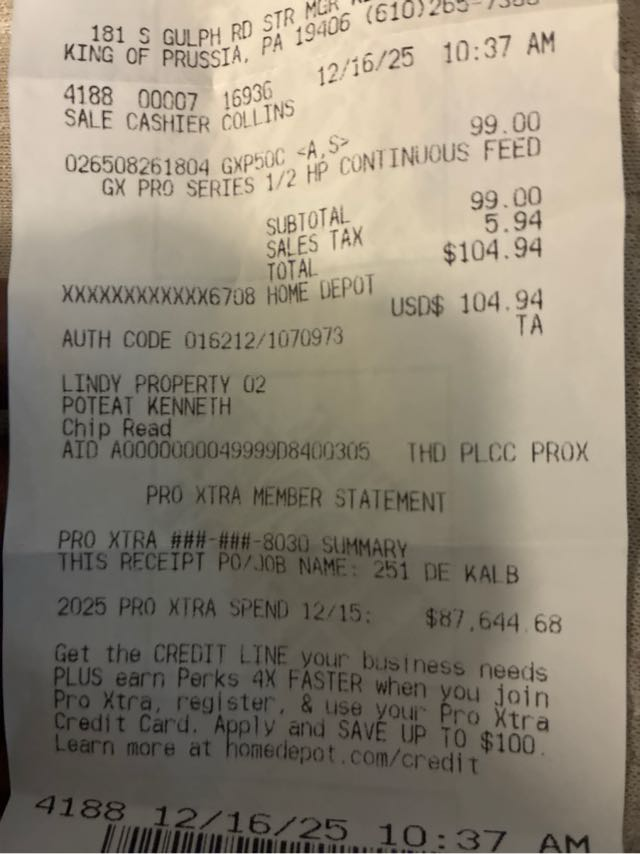 181 S GULPH RD STR MGR
KING OF PRUSSIA, PA 19406 (610)265-7388
12/16/25 10:37 AM
4188 00007 16936
SALE CASHIER COLLINS
026508261804 GXP50C <A,S> 99.00
GX PRO SERIES 1/2 HP CONTINUOUS FEED
SUBTOTAL 99.00
SALES TAX 5.94
TOTAL $104.94
XXXXXXXXXXXX6708 HOME DEPOT
USD$ 104.94
AUTH CODE 016212/1070973 TA
LINDY PROPERTY 02
POTEAT KENNETH
Chip Read
AID A0000000049999D8400305 THD PLCC PROX
PRO XTRA MEMBER STATEMENT
PRO XTRA ###-###-8030 SUMMARY
THIS RECEIPT PO/JOB NAME: 251 DE KALB
2025 PRO XTRA SPEND 12/15: $87,644.68
Get the CREDIT LINE your business needs
PLUS earn Perks 4X FASTER when you join
Pro Xtra, register, & use your Pro Xtra
Credit Card. Apply and SAVE UP TO $100.
Learn more at homedepot.com/credit
4188 12/16/25 10:37 AM